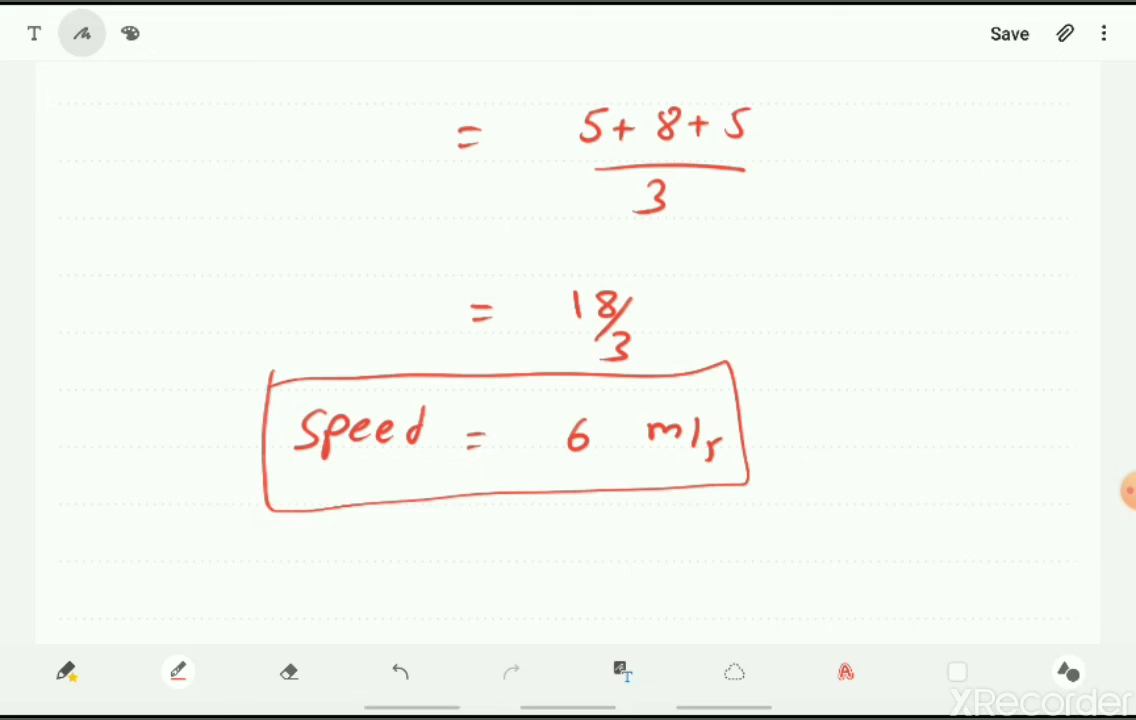 T Save
= 5+ 8+ 5
3
= 18/3
Speed = 6 m/s
T A
XRecorder